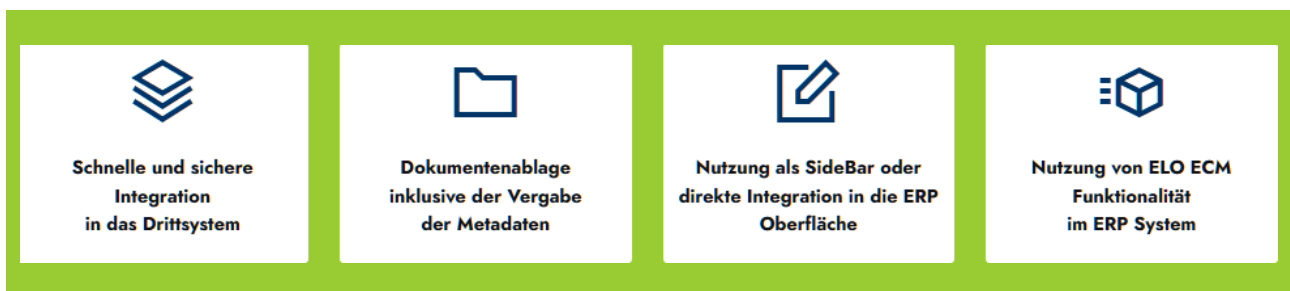 Schnelle und sichere
Integration
in das Drittsystem
Dokumentenablage
inklusive der Vergabe
der Metadaten
Nutzung als SideBar oder
direkte Integration in die ERP
Oberfläche
Nutzung von ELO ECM
Funktionalität
im ERP System